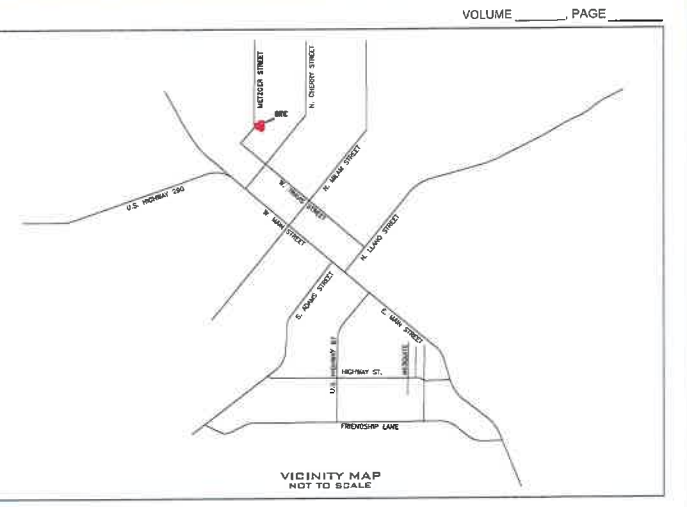 VOLUME ______, PAGE ______
METZGER STREET
N. CHERRY STREET
SITE
N. MILAM STREET
U.S. HIGHWAY 290
W. TRAVIS STREET
W. MAIN STREET
N. LLANO STREET
S. ADAMS STREET
E. MAIN STREET
U.S. HIGHWAY 87
HIGHWAY ST.
MESQUITE
FRIENDSHIP LANE
VICINITY MAP
NOT TO SCALE